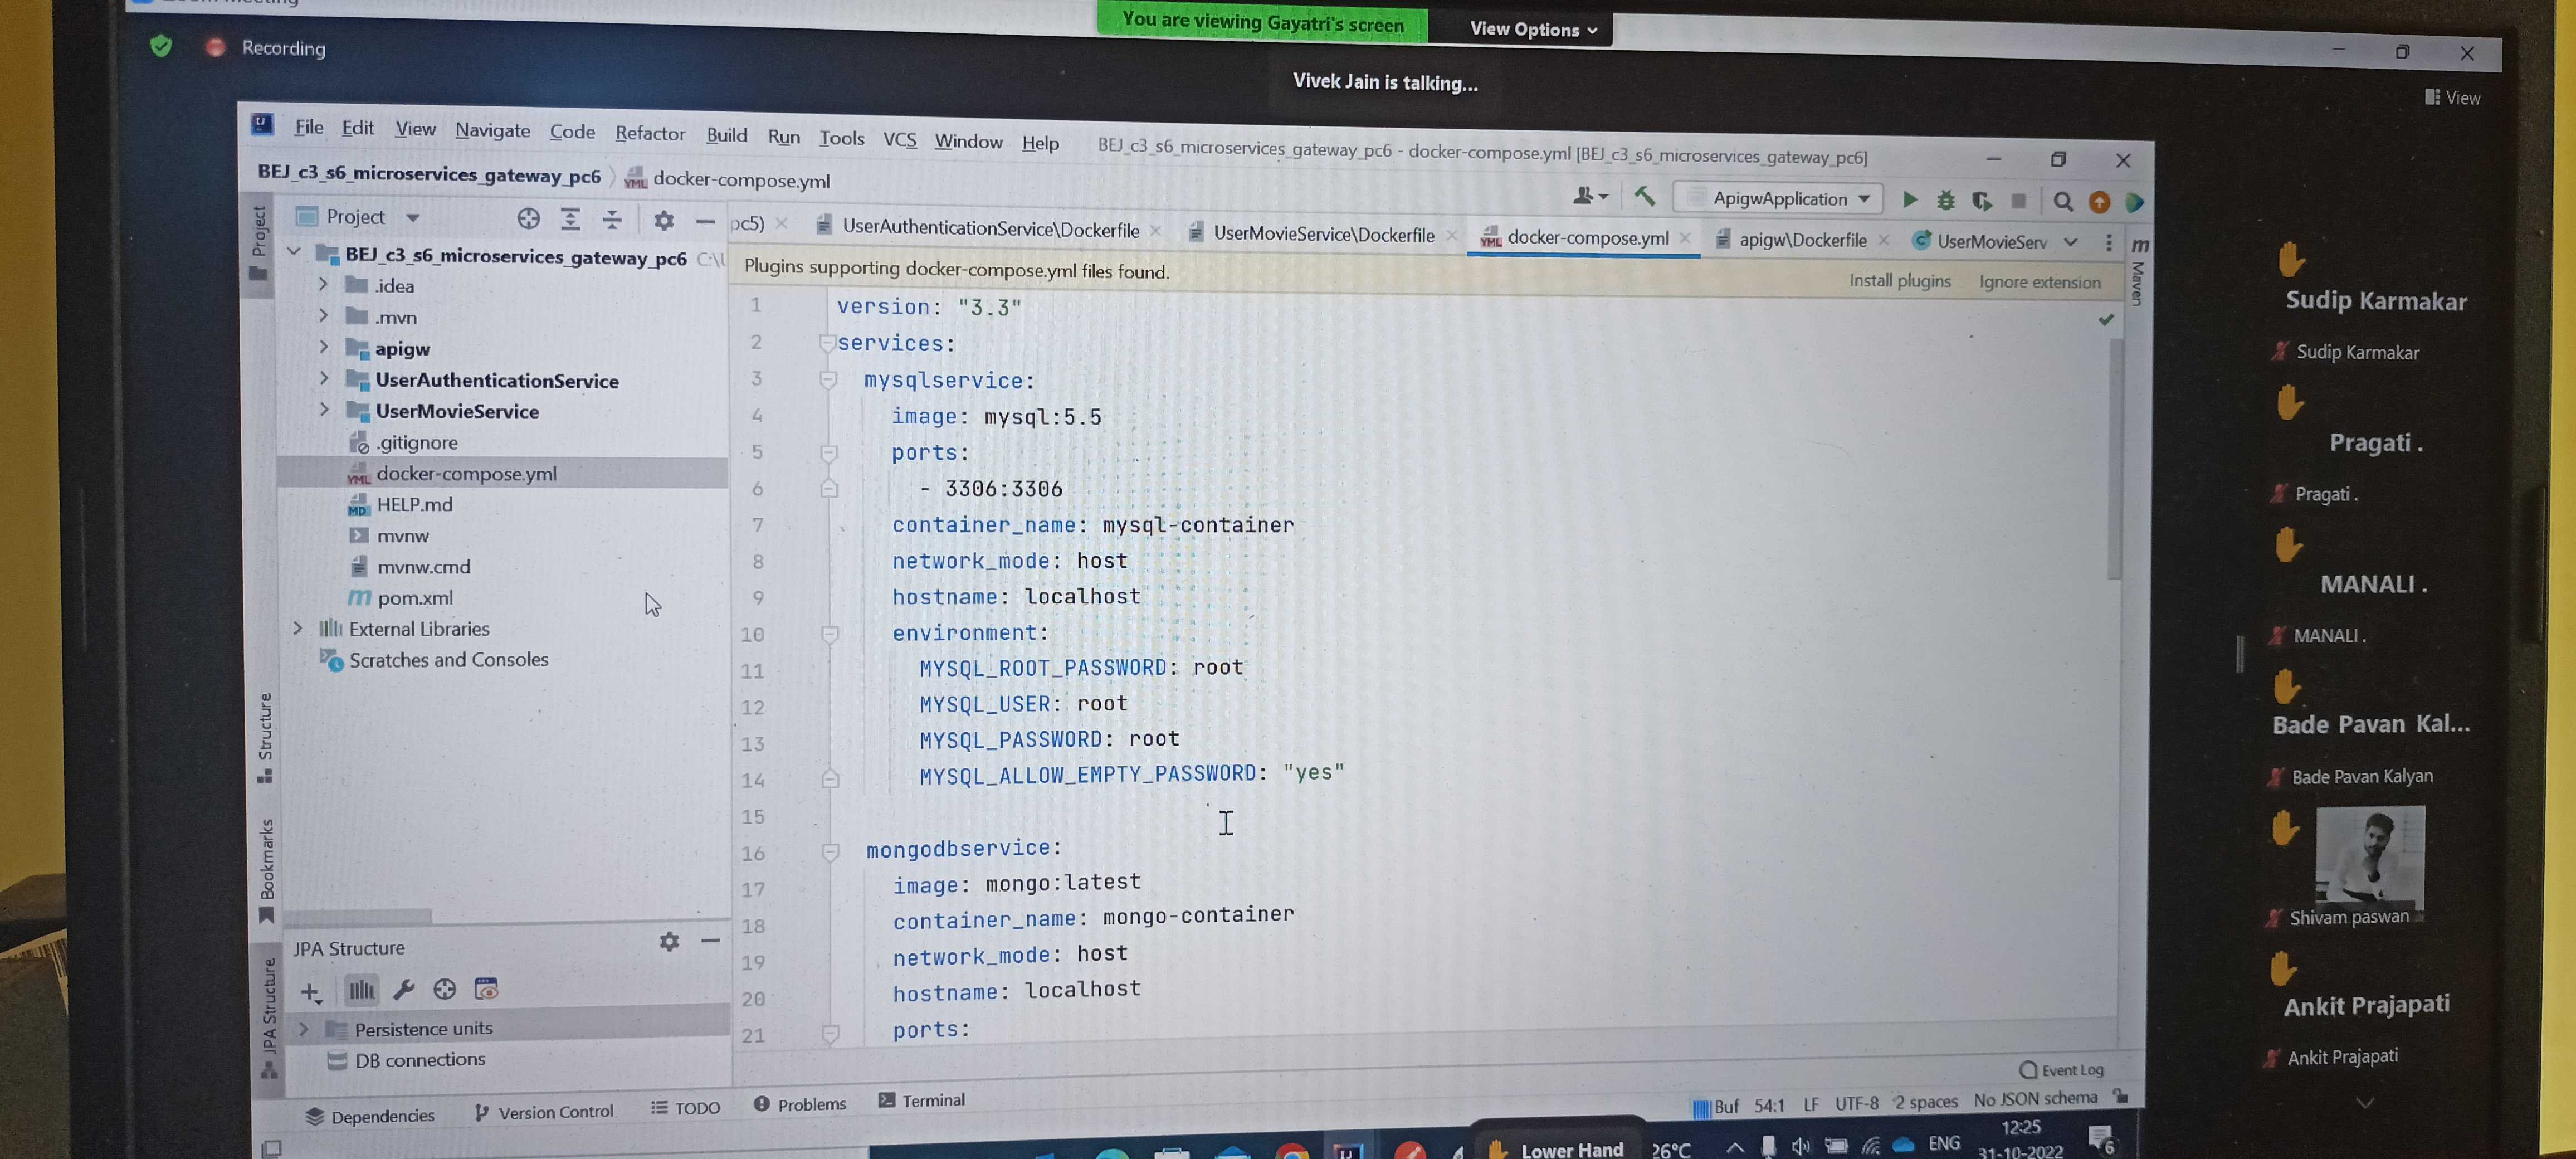 You are viewing Gayatri's screen
View Options
Recording
Vivek Jain is talking...
View
File Edit View Navigate Code Refactor Build Run Tools VCS Window Help BEJ_c3_s6_microservices_gateway_pc6 - docker-compose.yml [BEJ_c3_s6_microservices_gateway_pc6]
BEJ_c3_s6_microservices_gateway_pc6 docker-compose.yml
ApigwApplication
Project
Project
pc5) UserAuthenticationService\Dockerfile UserMovieService\Dockerfile docker-compose.yml apigw\Dockerfile UserMovieServ
Maven
Plugins supporting docker-compose.yml files found. Install plugins Ignore extension
BEJ_c3_s6_microservices_gateway_pc6
.idea
.mvn
apigw
UserAuthenticationService
UserMovieService
.gitignore
docker-compose.yml
HELP.md
mvnw
mvnw.cmd
pom.xml
External Libraries
Scratches and Consoles
Structure
Bookmarks
JPA Structure
JPA Structure
Persistence units
DB connections
1 version: "3.3"
2 services:
3 mysqlservice:
4 image: mysql:5.5
5 ports:
6 - 3306:3306
7 container_name: mysql-container
8 network_mode: host
9 hostname: localhost
10 environment:
11 MYSQL_ROOT_PASSWORD: root
12 MYSQL_USER: root
13 MYSQL_PASSWORD: root
14 MYSQL_ALLOW_EMPTY_PASSWORD: "yes"
15
16 mongodbservice:
17 image: mongo:latest
18 container_name: mongo-container
19 network_mode: host
20 hostname: localhost
21 ports:
Event Log
Dependencies Version Control TODO Problems Terminal
Buf 54:1 LF UTF-8 2 spaces No JSON schema
Lower Hand 26°C ENG
12:25
31-10-2022
6
Sudip Karmakar
Sudip Karmakar
Pragati .
Pragati .
MANALI .
MANALI .
Bade Pavan Kal...
Bade Pavan Kalyan
Shivam paswan
Ankit Prajapati
Ankit Prajapati